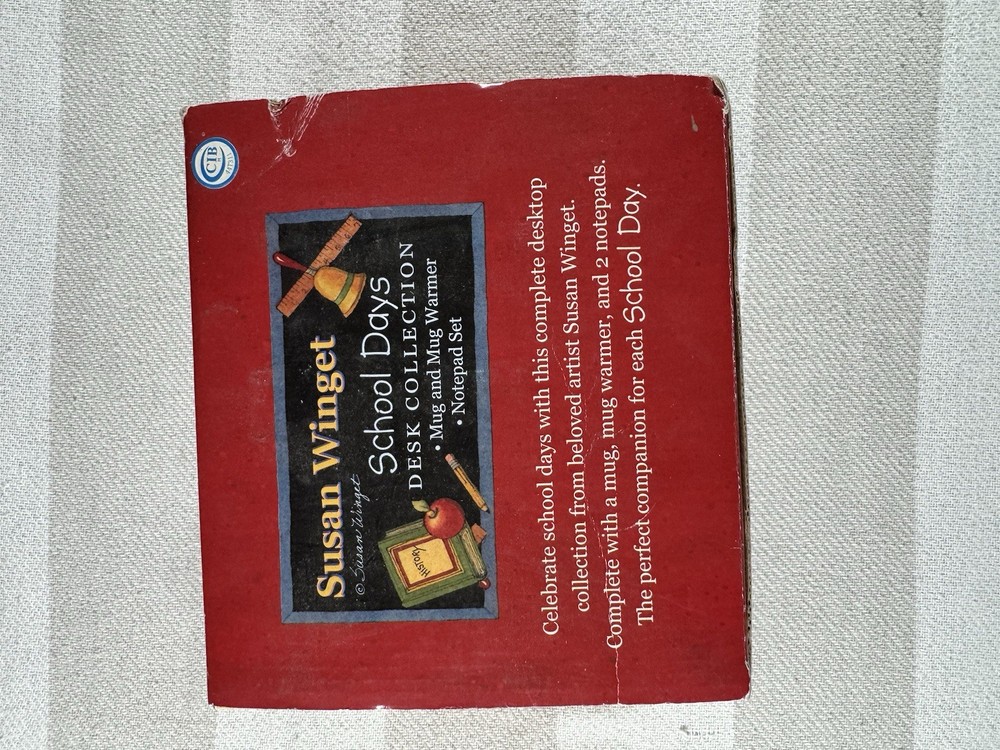 CIB
Susan Winget
© Susan Winget
School Days
DESK COLLECTION
• Mug and Mug Warmer
• Notepad Set
HISTORY
Celebrate school days with this complete desktop
collection from beloved artist Susan Winget.
Complete with a mug, mug warmer, and 2 notepads.
The perfect companion for each School Day.